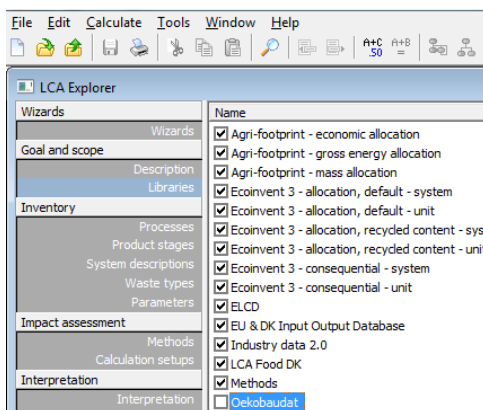 File Edit Calculate Tools Window Help
A+C A+B
.50 =
LCA Explorer
Wizards
Wizards
Goal and scope
Description
Libraries
Inventory
Processes
Product stages
System descriptions
Waste types
Parameters
Impact assessment
Methods
Calculation setups
Interpretation
Interpretation
Name
Agri-footprint - economic allocation
Agri-footprint - gross energy allocation
Agri-footprint - mass allocation
Ecoinvent 3 - allocation, default - system
Ecoinvent 3 - allocation, default - unit
Ecoinvent 3 - allocation, recycled content - sys
Ecoinvent 3 - allocation, recycled content - unit
Ecoinvent 3 - consequential - system
Ecoinvent 3 - consequential - unit
ELCD
EU & DK Input Output Database
Industry data 2.0
LCA Food DK
Methods
Oekobaudat